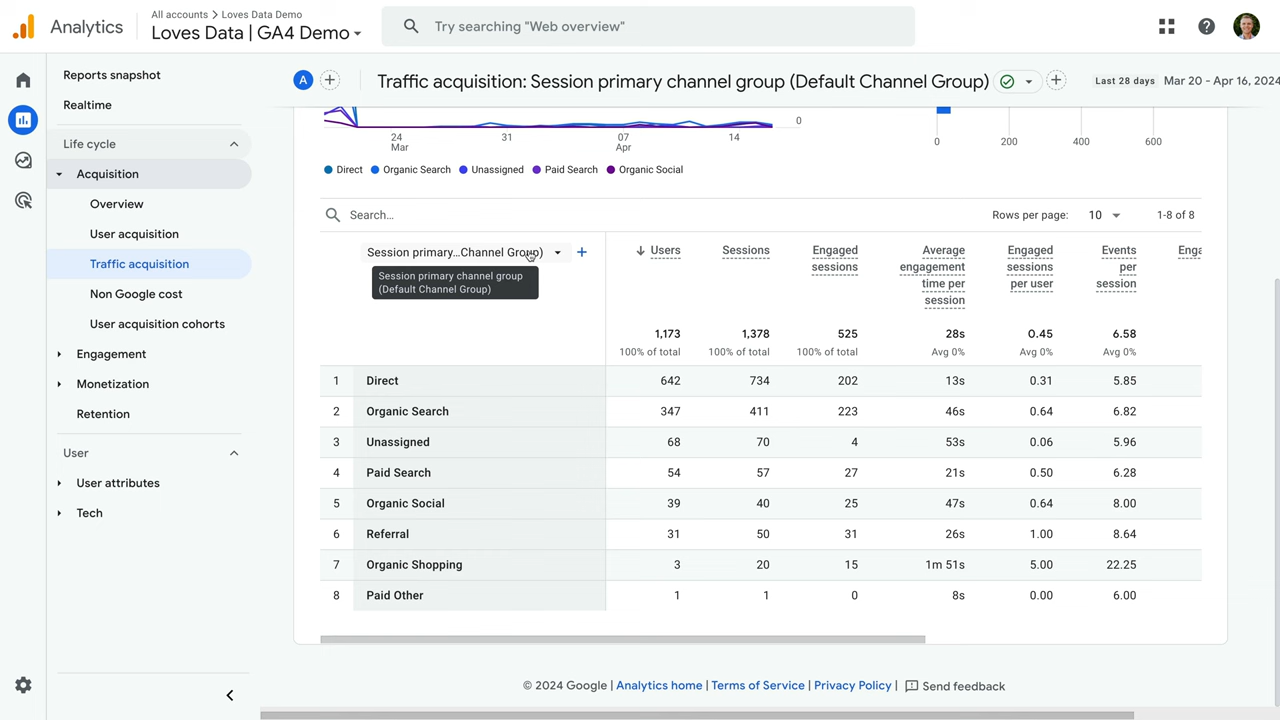 Analytics
All accounts > Loves Data Demo
Loves Data | GA4 Demo
Try searching "Web overview"
Reports snapshot
Realtime
Life cycle
Acquisition
Overview
User acquisition
Traffic acquisition
Non Google cost
User acquisition cohorts
Engagement
Monetization
Retention
User
User attributes
Tech
A
Traffic acquisition: Session primary channel group (Default Channel Group)
Last 28 days Mar 20 - Apr 16, 2024
0
24 31 07 14
Mar Apr
0 200 400 600
Direct Organic Search Unassigned Paid Search Organic Social
Search...
Rows per page: 10 1-8 of 8
Session primary...Channel Group)
Session primary channel group
(Default Channel Group)
Users
Sessions
Engaged
sessions
Average
engagement
time per
session
Engaged
sessions
per user
Events
per
session
Enga
1,173 1,378 525 28s 0.45 6.58
100% of total 100% of total 100% of total Avg 0% Avg 0% Avg 0%
1 Direct 642 734 202 13s 0.31 5.85
2 Organic Search 347 411 223 46s 0.64 6.82
3 Unassigned 68 70 4 53s 0.06 5.96
4 Paid Search 54 57 27 21s 0.50 6.28
5 Organic Social 39 40 25 47s 0.64 8.00
6 Referral 31 50 31 26s 1.00 8.64
7 Organic Shopping 3 20 15 1m 51s 5.00 22.25
8 Paid Other 1 1 0 8s 0.00 6.00
© 2024 Google | Analytics home | Terms of Service | Privacy Policy | Send feedback